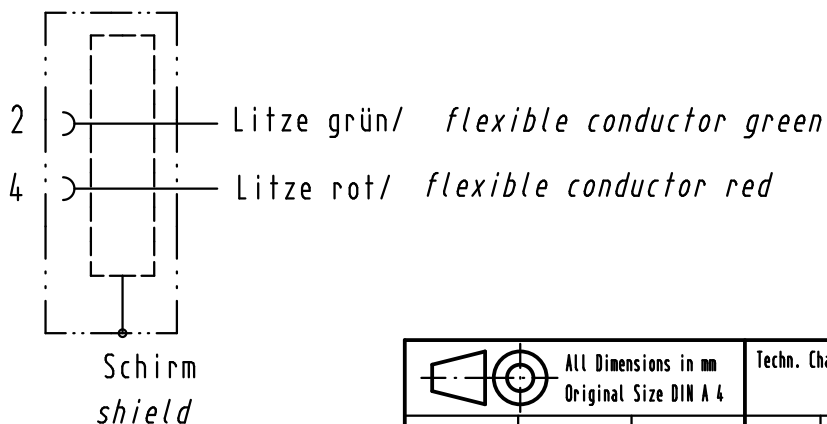 2 Litze grün/ flexible conductor green
4 Litze rot/ flexible conductor red
Schirm
shield
All Dimensions in mm
Original Size DIN A 4
Techn.